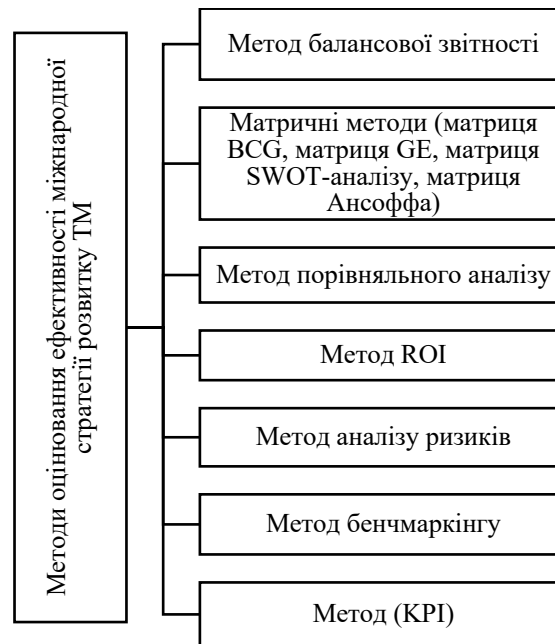 Методи оцінювання ефективності міжнародної
стратегії розвитку ТМ
Метод балансової звітності
Матричні методи (матриця
BCG, матриця GE, матриця
SWOT-аналізу, матриця
Ансоффа)
Метод порівняльного аналізу
Метод ROI
Метод аналізу ризиків
Метод бенчмаркінгу
Метод (KPI)